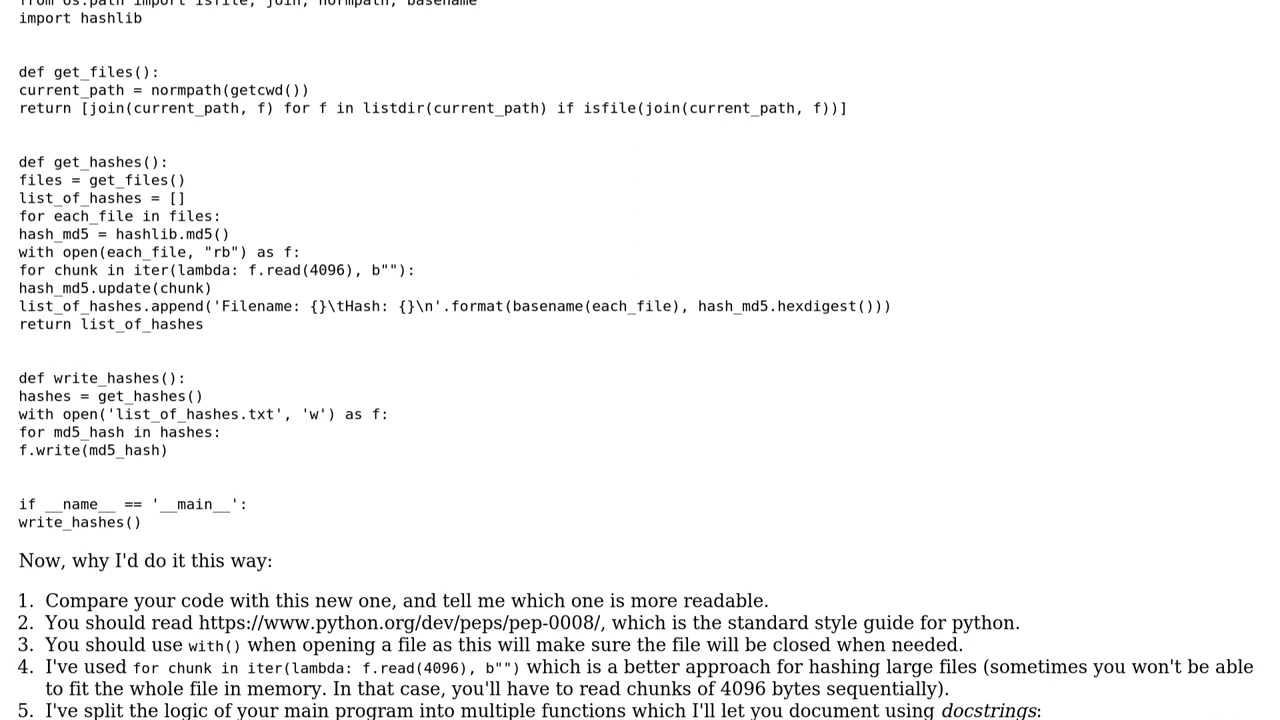 from os.path import isfile, join, normpath, basename
import hashlib
def get_files():
current_path = normpath(getcwd())
return [join(current_path, f) for f in listdir(current_path) if isfile(join(current_path, f))]
def get_hashes():
files = get_files()
list_of_hashes = []
for each_file in files:
hash_md5 = hashlib.md5()
with open(each_file, "rb") as f:
for chunk in iter(lambda: f.read(4096), b""):
hash_md5.update(chunk)
list_of_hashes.append('Filename: {}\tHash: {}\n'.format(basename(each_file), hash_md5.hexdigest()))
return list_of_hashes
def write_hashes():
hashes = get_hashes()
with open('list_of_hashes.txt', 'w') as f:
for md5_hash in hashes:
f.write(md5_hash)
if __name__ == '__main__':
write_hashes()
Now, why I'd do it this way:
1. Compare your code with this new one, and tell me which one is more readable.
2. You should read https://www.python.org/dev/peps/pep-0008/, which is the standard style guide for python.
3. You should use with() when opening a file as this will make sure the file will be closed when needed.
4. I've used for chunk in iter(lambda: f.read(4096), b"") which is a better approach for hashing large files (sometimes you won't be able
to fit the whole file in memory. In that case, you'll have to read chunks of 4096 bytes sequentially).
5. I've split the logic of your main program into multiple functions which I'll let you document using docstrings: